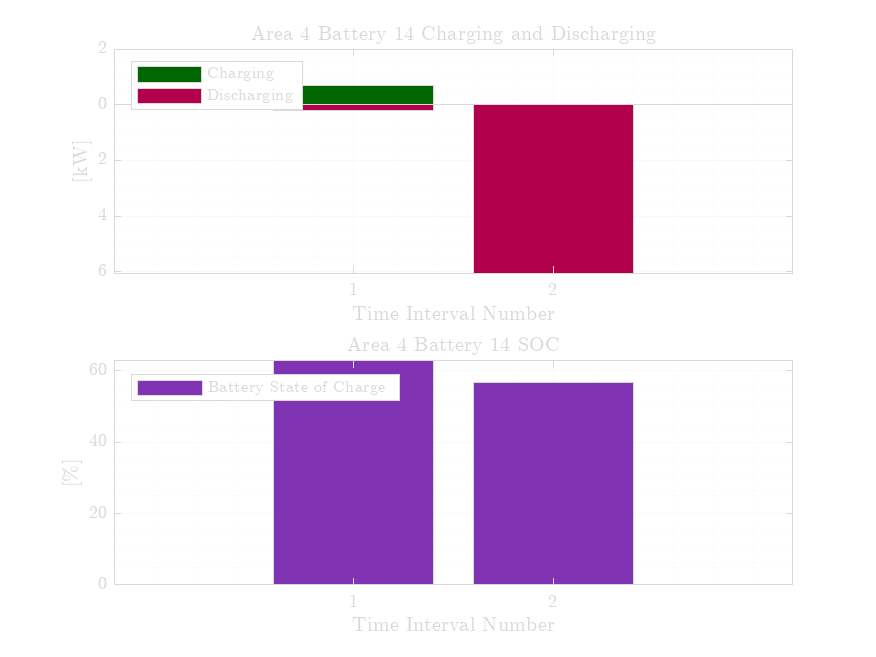 Area 4 Battery 14 Charging and Discharging
2
Charging
Discharging
0
[kW]
2
4
6
1 2
Time Interval Number
Area 4 Battery 14 SOC
60
Battery State of Charge
40
[%]
20
0
1 2
Time Interval Number